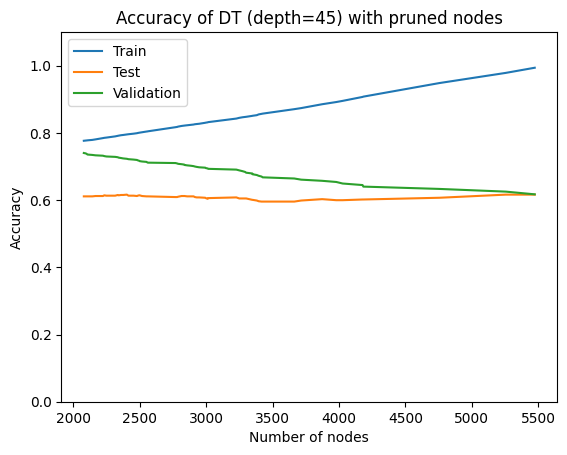 Accuracy of DT (depth=45) with pruned nodes
Train
Test
Validation
Accuracy
1.0
0.8
0.6
0.4
0.2
0.0
2000 2500 3000 3500 4000 4500 5000 5500
Number of nodes